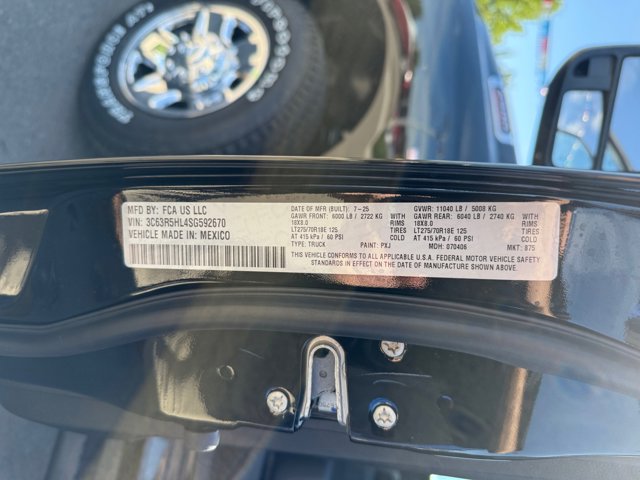 MFD BY: FCA US LLC
VIN: 3C63R5HL4SG592670
VEHICLE MADE IN: MEXICO
DATE OF MFR (BUILT): 7-25 GVWR: 11040 LB / 5008 KG
GAWR FRONT: 6000 LB / 2722 KG WITH GAWR REAR: 6040 LB / 2740 KG WITH
18X8.0 RIMS 18X8.0 RIMS
LT275/70R18E 125 TIRES LT275/70R18E 125 TIRES
AT 415 kPa / 60 PSI COLD AT 415 kPa / 60 PSI COLD
TYPE: TRUCK PAINT: PXJ MDH: 070406 MKT: 875
THIS VEHICLE CONFORMS TO ALL APPLICABLE U.S.A. FEDERAL MOTOR VEHICLE SAFETY
STANDARDS IN EFFECT ON THE DATE OF MANUFACTURE SHOWN ABOVE.